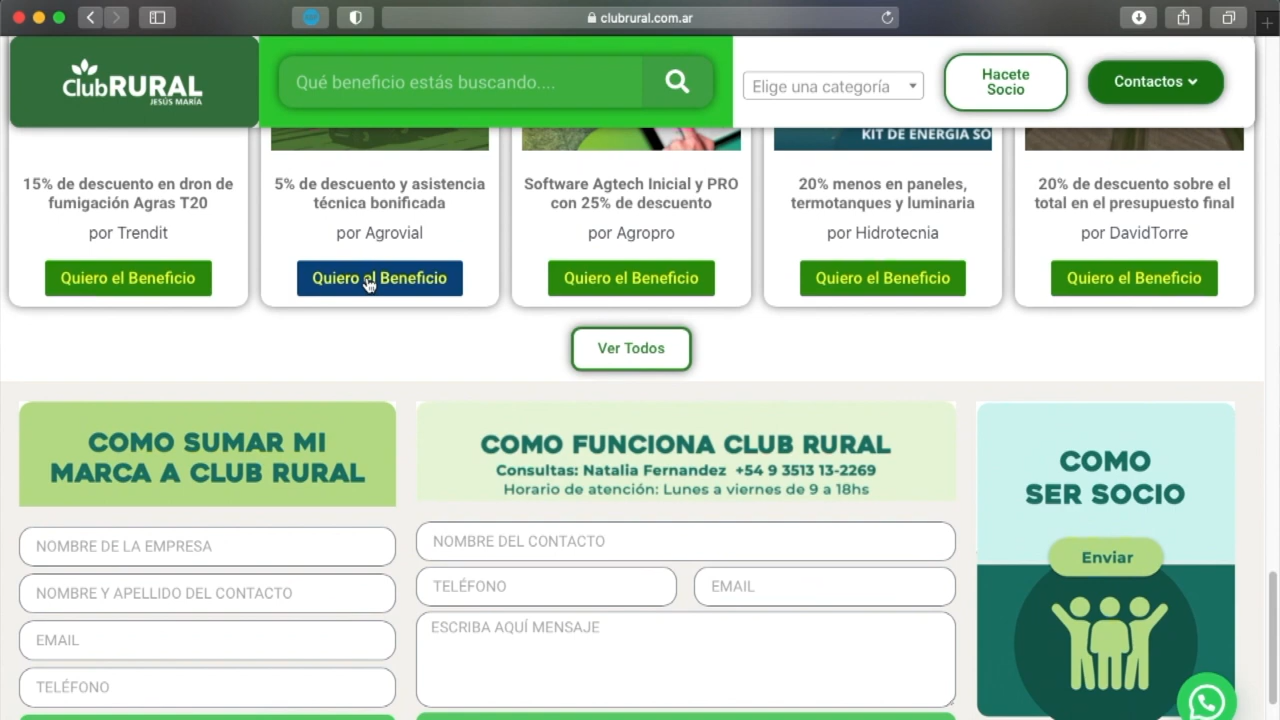 clubrural.com.ar
ClubRURAL
JESÚS MARÍA
Qué beneficio estás buscando....
Elige una categoría
Hacete
Socio
Contactos
KIT DE ENERGIA SO
15% de descuento en dron de
fumigación Agras T20
por Trendit
Quiero el Beneficio
5% de descuento y asistencia
técnica bonificada
por Agrovial
Quiero el Beneficio
Software Agtech Inicial y PRO
con 25% de descuento
por Agropro
Quiero el Beneficio
20% menos en paneles,
termotanques y luminaria
por Hidrotecnia
Quiero el Beneficio
20% de descuento sobre el
total en el presupuesto final
por DavidTorre
Quiero el Beneficio
Ver Todos
COMO SUMAR MI
MARCA A CLUB RURAL
NOMBRE DE LA EMPRESA
NOMBRE Y APELLIDO DEL CONTACTO
EMAIL
TELÉFONO
COMO FUNCIONA CLUB RURAL
Consultas: Natalia Fernandez +54 9 3513 13-2269
Horario de atención: Lunes a viernes de 9 a 18hs
NOMBRE DEL CONTACTO
TELÉFONO
EMAIL
ESCRIBA AQUÍ MENSAJE
COMO
SER SOCIO
Enviar